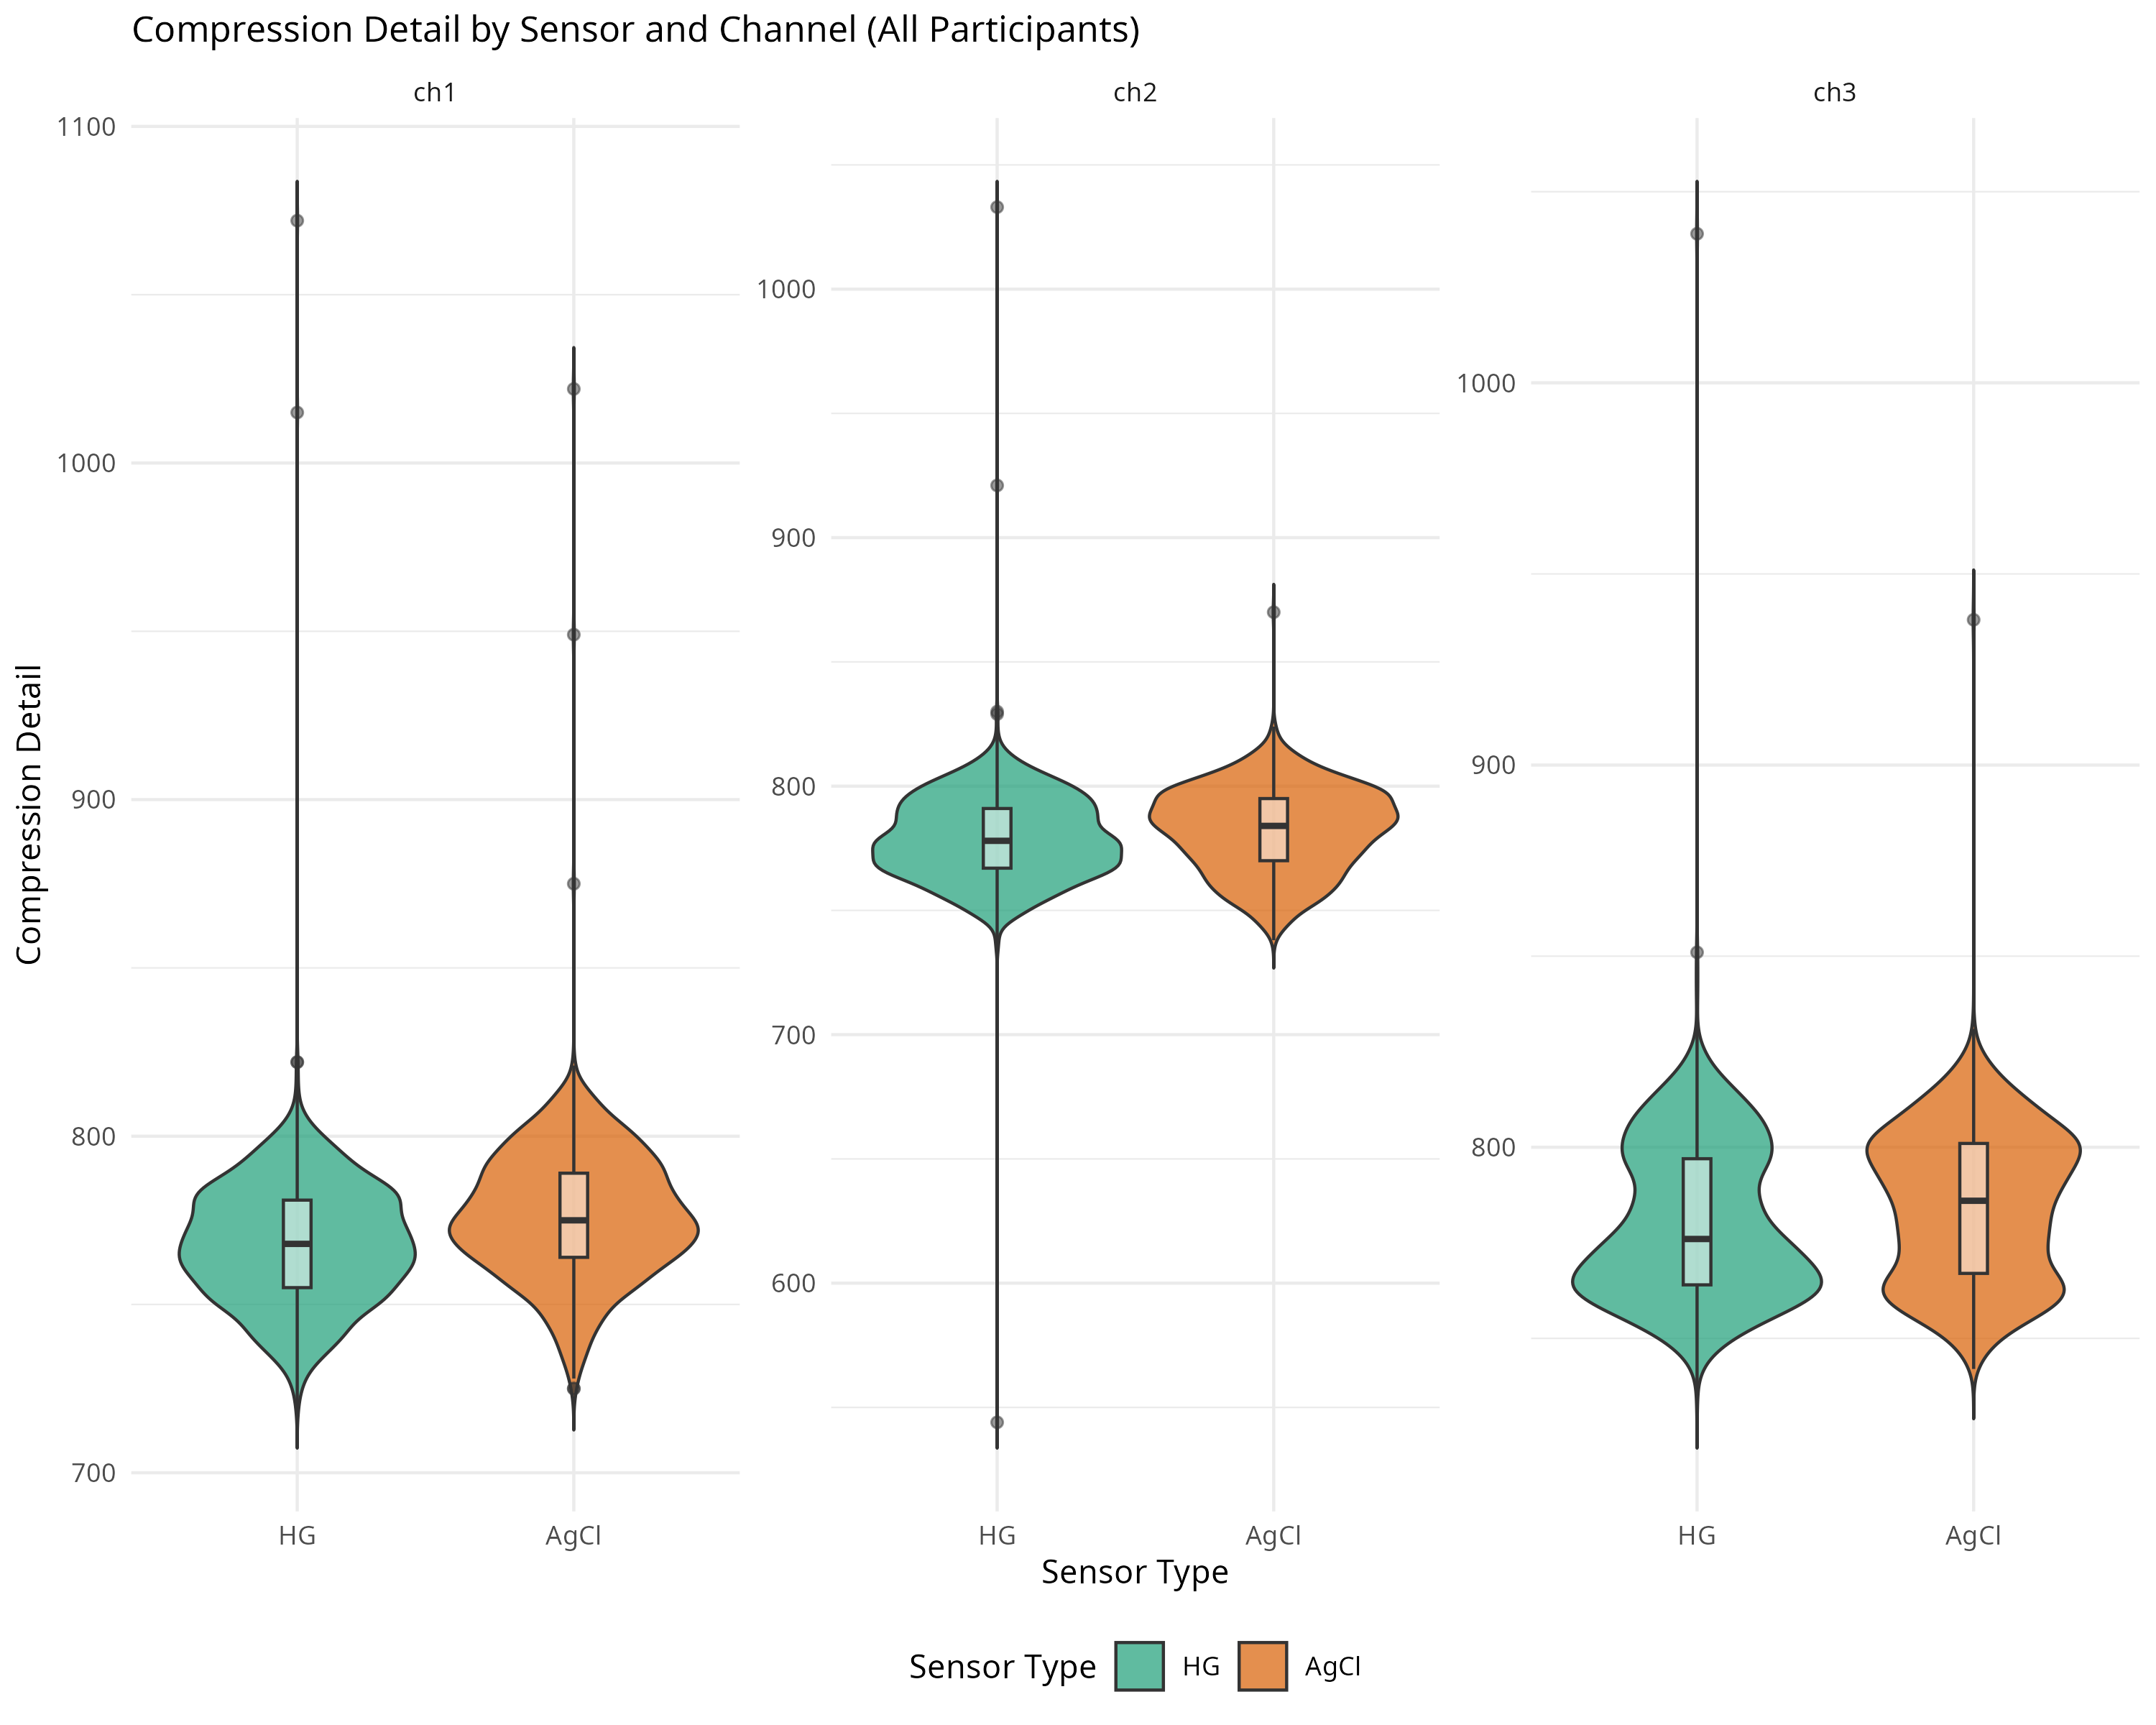 Compression Detail by Sensor and Channel (All Participants)
ch1
ch2
ch3
Compression Detail
1100
1000
900
800
700
1000
900
800
700
600
1000
900
800
HG
AgCl
HG
AgCl
HG
AgCl
Sensor Type
Sensor Type
HG
AgCl